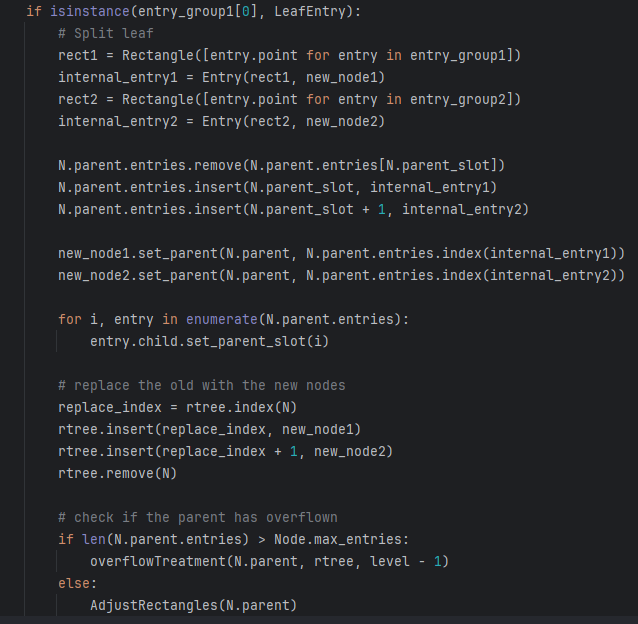 if isinstance(entry_group1[0], LeafEntry):
    # Split leaf
    rect1 = Rectangle([entry.point for entry in entry_group1])
    internal_entry1 = Entry(rect1, new_node1)
    rect2 = Rectangle([entry.point for entry in entry_group2])
    internal_entry2 = Entry(rect2, new_node2)

    N.parent.entries.remove(N.parent.entries[N.parent_slot])
    N.parent.entries.insert(N.parent_slot, internal_entry1)
    N.parent.entries.insert(N.parent_slot + 1, internal_entry2)

    new_node1.set_parent(N.parent, N.parent.entries.index(internal_entry1))
    new_node2.set_parent(N.parent, N.parent.entries.index(internal_entry2))

    for i, entry in enumerate(N.parent.entries):
        entry.child.set_parent_slot(i)

    # replace the old with the new nodes
    replace_index = rtree.index(N)
    rtree.insert(replace_index, new_node1)
    rtree.insert(replace_index + 1, new_node2)
    rtree.remove(N)

    # check if the parent has overflown
    if len(N.parent.entries) > Node.max_entries:
        overflowTreatment(N.parent, rtree, level - 1)
    else:
        AdjustRectangles(N.parent)